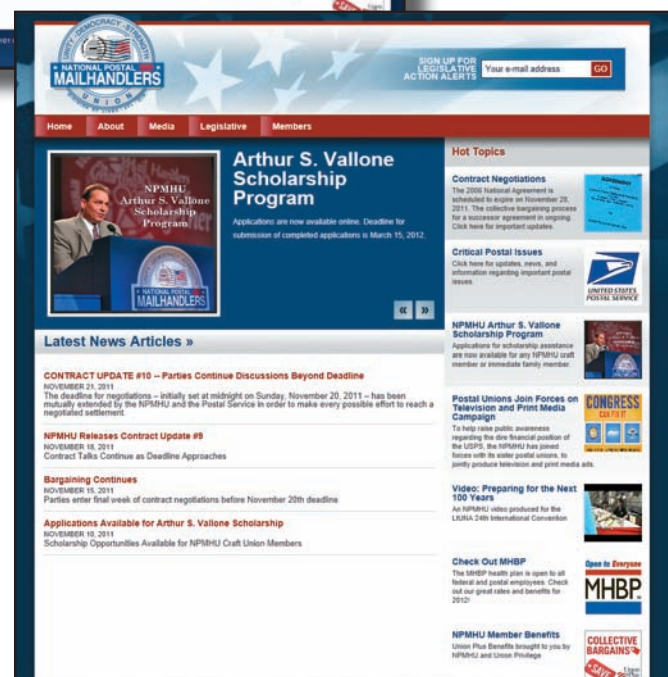 UNITY - DEMOCRACY - STRENGTH
NATIONAL POSTAL
MAILHANDLERS
UNION
SIGN UP FOR
LEGISLATIVE
ACTION ALERTS
Your e-mail address
GO
Home
About
Media
Legislative
Members
NPMHU
Arthur S. Vallone
Scholarship
Program
NATIONAL POSTAL
MAILHANDLERS
Arthur S. Vallone
Scholarship
Program
Applications are now available online. Deadline for
submission of completed applications is March 15, 2012.
« »
Latest News Articles »
CONTRACT UPDATE #10 -- Parties Continue Discussions Beyond Deadline
NOVEMBER 21, 2011
The deadline for negotiations – initially set at midnight on Sunday, November 20, 2011 – has been
mutually extended by the NPMHU and the Postal Service in order to make every possible effort to reach a
negotiated settlement
NPMHU Releases Contract Update #9
NOVEMBER 18, 2011
Contract Talks Continue as Deadline Approaches
Bargaining Continues
NOVEMBER 15, 2011
Parties enter final week of contract negotiations before November 20th deadline
Applications Available for Arthur S. Vallone Scholarship
NOVEMBER 10, 2011
Scholarship Opportunities Available for NPMHU Craft Union Members
Hot Topics
Contract Negotiations
The 2006 National Agreement is
scheduled to expire on November 20,
2011. The collective bargaining process
for a successor agreement in ongoing.
Click here for important updates.
AGREEMENT
Critical Postal Issues
Click here for updates, news, and
information regarding important postal
issues.
UNITED STATES
POSTAL SERVICE
NPMHU Arthur S. Vallone
Scholarship Program
Applications for scholarship assistance
are now available for any NPMHU craft
member or immediate family member.
Postal Unions Join Forces on
Television and Print Media
Campaign
To help raise public awareness
regarding the dire financial position of
the USPS, the NPMHU has joined
forces with its sister postal unions, to
jointly produce television and print media ads.
CONGRESS
CAN FIX IT
Video: Preparing for the Next
100 Years
An NPMHU video produced for the
LIUNA 24th International Convention
Check Out MHBP
The MHBP health plan is open to all
federal and postal employees. Check
out our great rates and benefits for
2012!
Open to Everyone
MHBP
NPMHU Member Benefits
Union Plus Benefits brought to you by
NPMHU and Union Privilege
COLLECTIVE
BARGAINS
SAVE